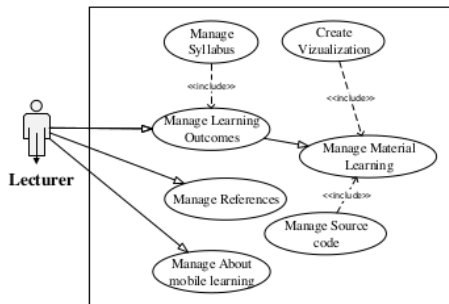 Manage
Syllabus
Create
Vizualization
<<include>>
<<include>>
Manage Learning
Outcomes
Manage Material
Learning
Lecturer
<<include>>
Manage References
Manage Source
code
Manage About
mobile learning